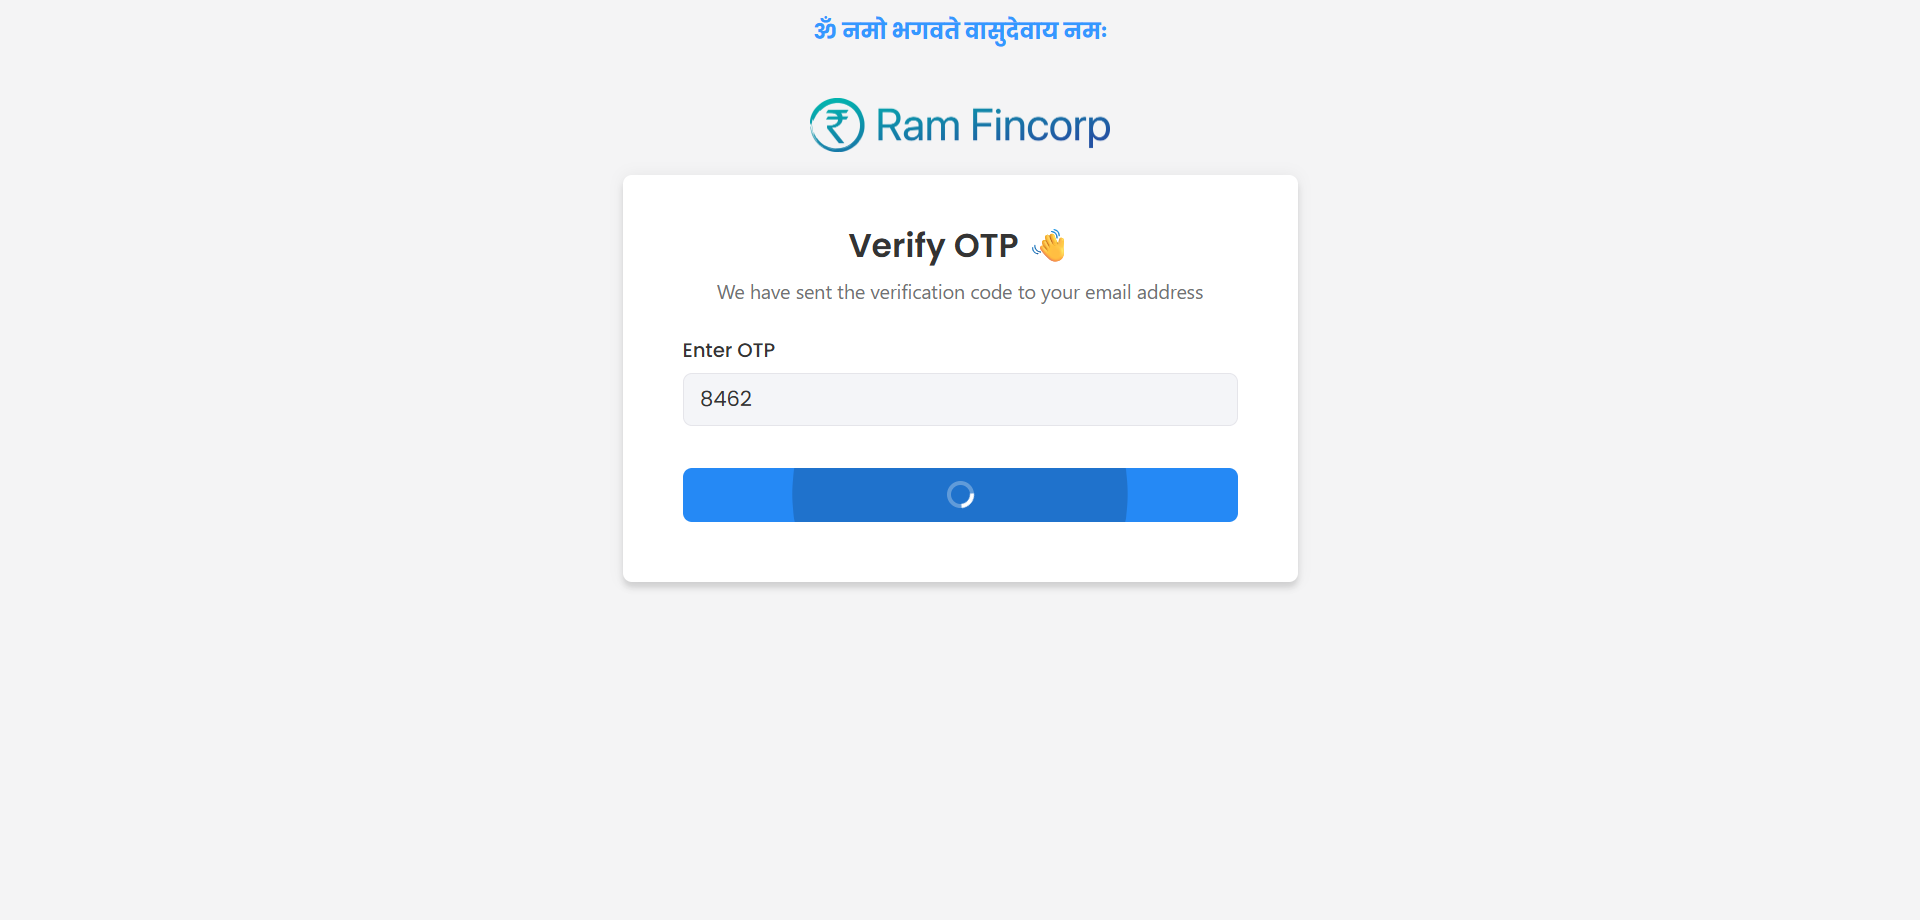 ॐ नमो भगवते वासुदेवाय नमः
Ram Fincorp
Verify OTP 👋
We have sent the verification code to your email address
Enter OTP
8462